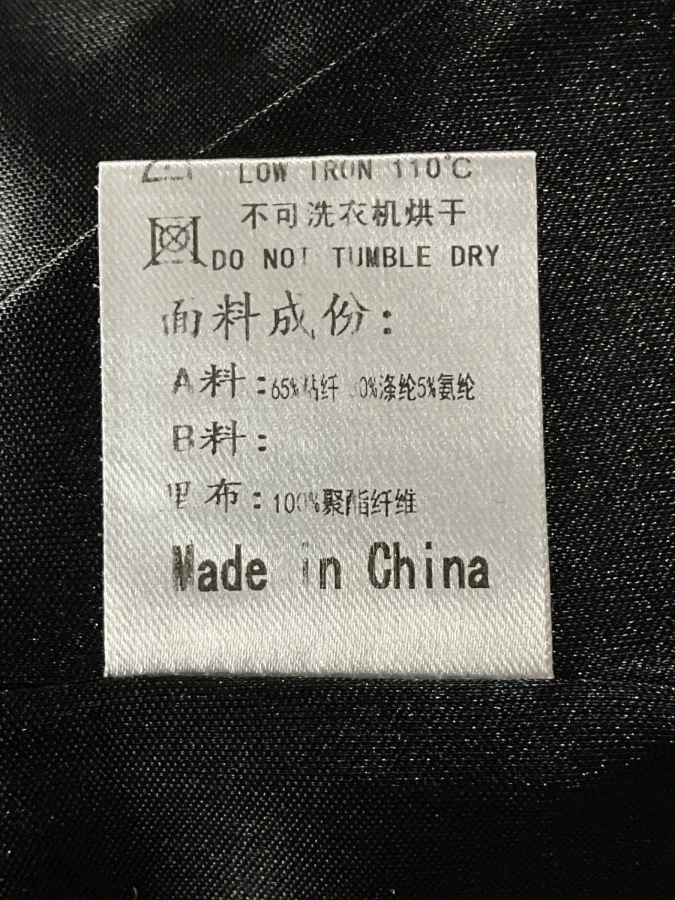 LOW IRON 110°C
不可洗衣机烘干
DO NOT TUMBLE DRY
面料成份:
A料:65%粘纤 0%涤纶5%氨纶
B料:
里布:100%聚酯纤维
Made in China